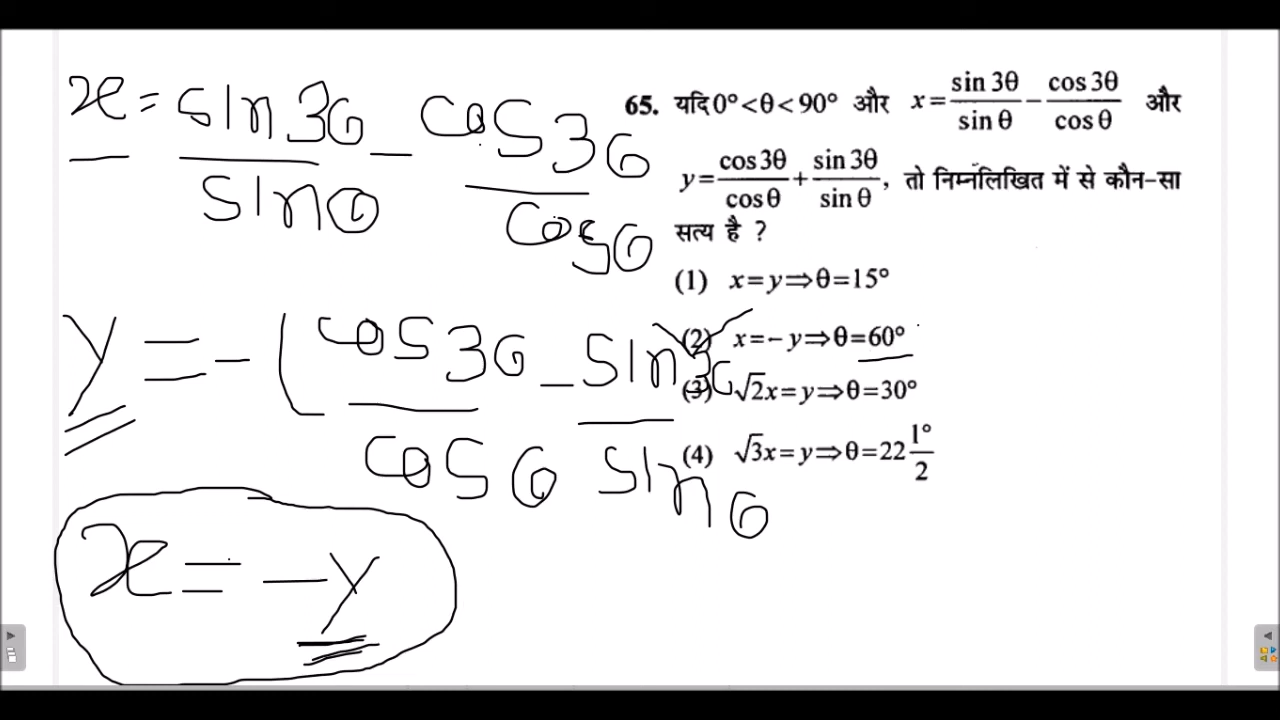 x = sin3θ/sinθ - cos3θ/cosθ
65. यदि 0° < θ < 90° और x = sin 3θ/sin θ − cos 3θ/cos θ और
y = cos 3θ/cos θ + sin 3θ/sin θ, तो निम्नलिखित में से कौन-सा
सत्य है ?
(1) x = y ⇒ θ = 15°
(2) x = − y ⇒ θ = 60°
(3) √2x = y ⇒ θ = 30°
(4) √3x = y ⇒ θ = 22 1°/2
y = -(cos3θ/cosθ - sin3θ/sinθ
x = -y